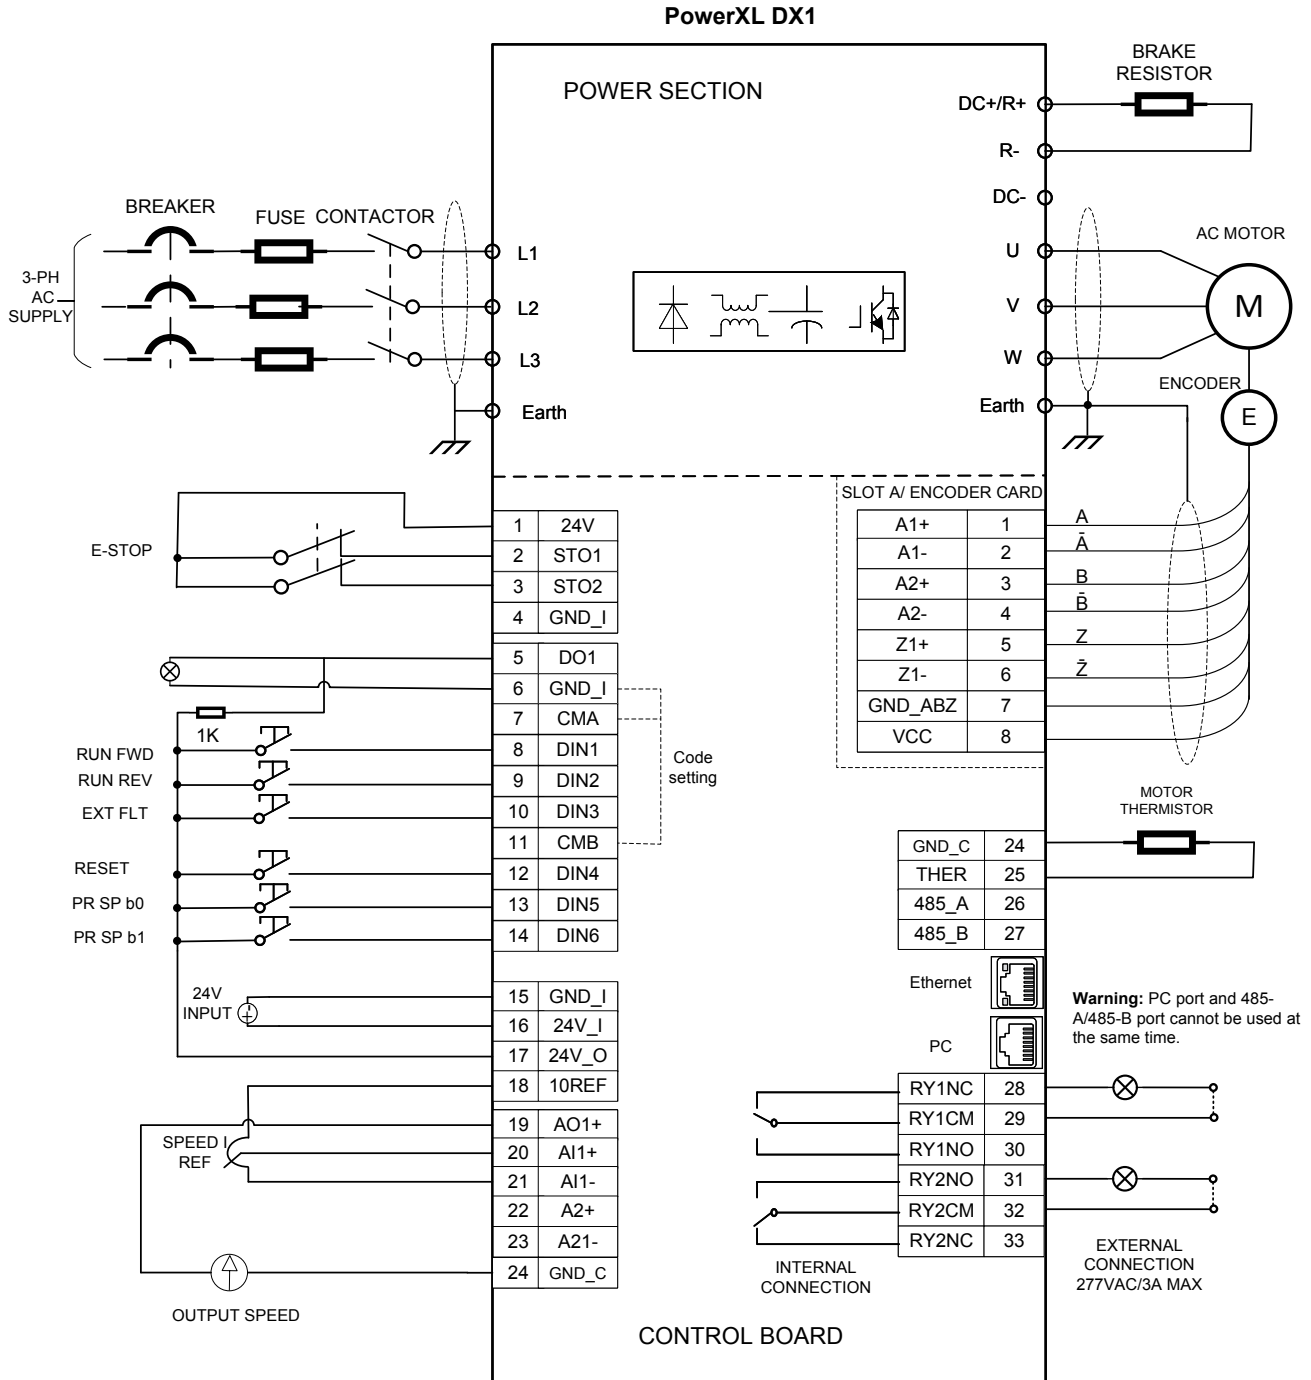 PowerXL DX1
POWER SECTION
BRAKE
RESISTOR
DC+/R+
R-
DC-
BREAKER
FUSE
CONTACTOR
3-PH
AC
SUPPLY
L1
L2
L3
Earth
U
V
W
Earth
AC MOTOR
M
ENCODER
E
E-STOP
1 24V
2 STO1
3 STO2
4 GND_I
5 DO1
6 GND_I
7 CMA
8 DIN1
9 DIN2
10 DIN3
11 CMB
12 DIN4
13 DIN5
14 DIN6
1K
RUN FWD
RUN REV
EXT FLT
RESET
PR SP b0
PR SP b1
Code
setting
24V
INPUT
15 GND_I
16 24V_I
17 24V_O
18 10REF
19 AO1+
20 AI1+
21 AI1-
22 A2+
23 A21-
24 GND_C
SPEED I
REF
OUTPUT SPEED
SLOT A/ ENCODER CARD
A1+ 1 A
A1- 2 Ā
A2+ 3 B
A2- 4 B̄
Z1+ 5 Z
Z1- 6 Z̄
GND_ABZ 7
VCC 8
MOTOR
THERMISTOR
GND_C 24
THER 25
485_A 26
485_B 27
Ethernet
PC
Warning: PC port and 485-
A/485-B port cannot be used at
the same time.
RY1NC 28
RY1CM 29
RY1NO 30
RY2NO 31
RY2CM 32
RY2NC 33
INTERNAL
CONNECTION
EXTERNAL
CONNECTION
277VAC/3A MAX
CONTROL BOARD